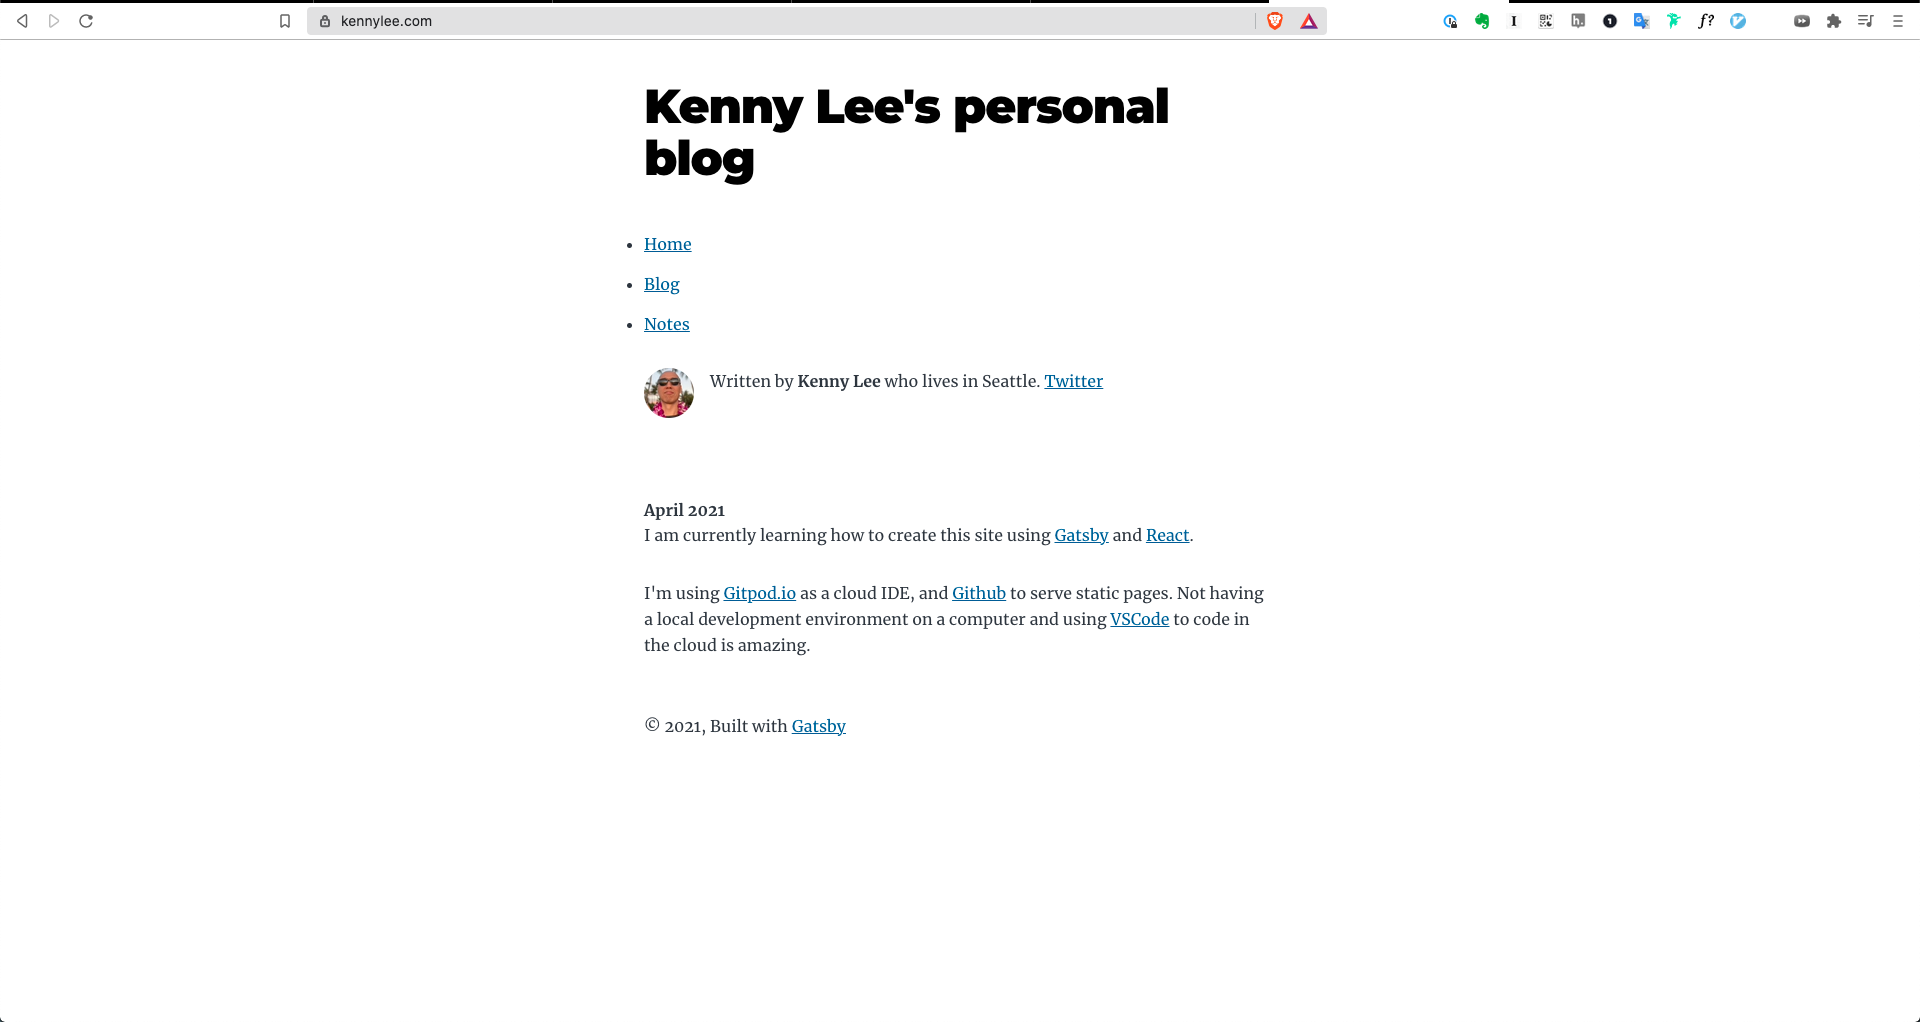 kennylee.com
Kenny Lee's personal
blog
Home
Blog
Notes
Written by Kenny Lee who lives in Seattle. Twitter
April 2021
I am currently learning how to create this site using Gatsby and React.
I'm using Gitpod.io as a cloud IDE, and Github to serve static pages. Not having
a local development environment on a computer and using VSCode to code in
the cloud is amazing.
© 2021, Built with Gatsby